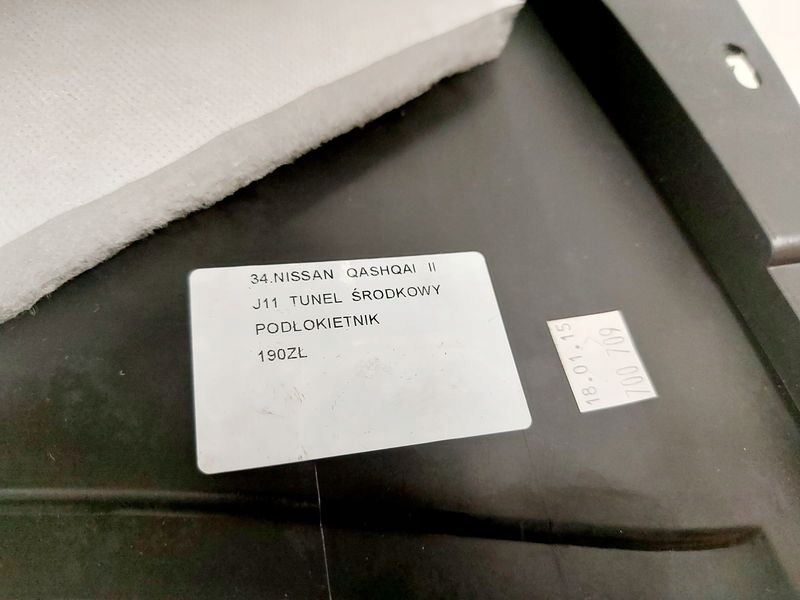 34.NISSAN QASHQAI II
J11 TUNEL ŚRODKOWY
PODŁOKIETNIK
190ZŁ
18.01.15
700 709